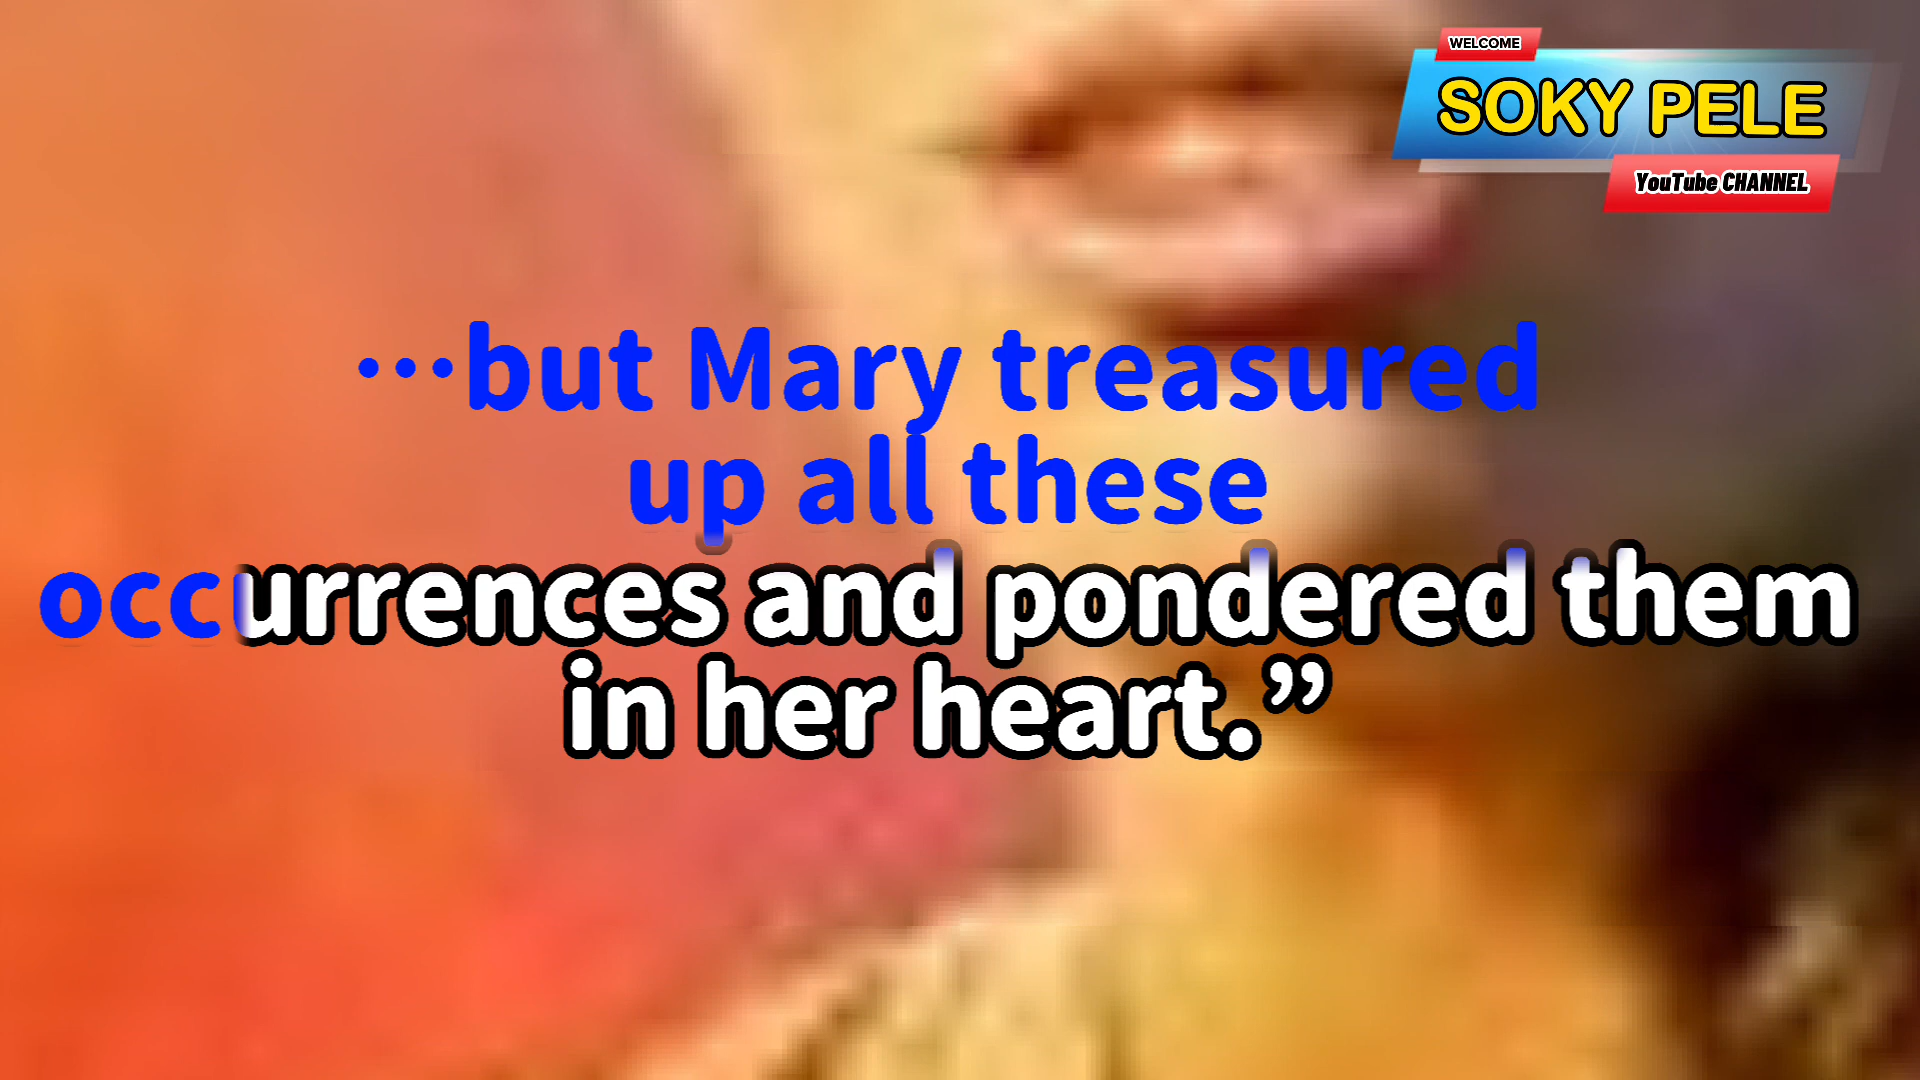 WELCOME
SOKY PELE
YouTube CHANNEL
…but Mary treasured
up all these
occurrences and pondered them
in her heart.”